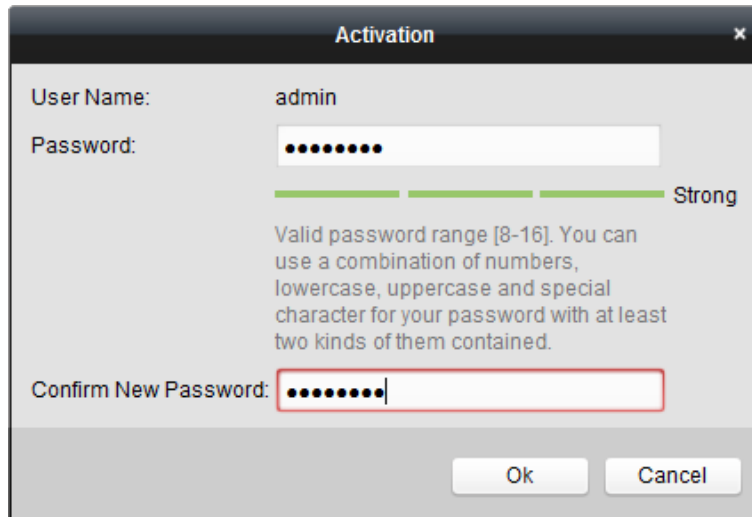 Activation
User Name: admin
Password: ••••••••
Strong
Valid password range [8-16]. You can
use a combination of numbers,
lowercase, uppercase and special
character for your password with at least
two kinds of them contained.
Confirm New Password: ••••••••
Ok Cancel